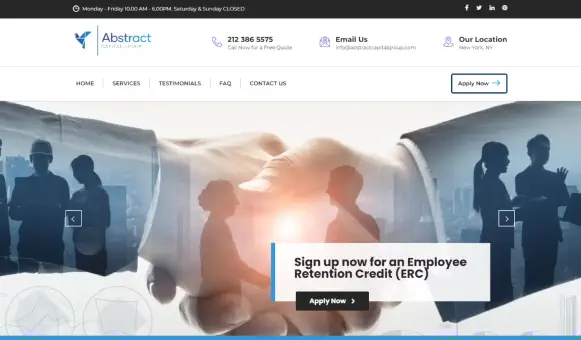 Monday - Friday 10.00 AM - 6.00PM. Saturday & Sunday CLOSED
Abstract
CAPITAL GROUP
212 386 5575
Call Now for a Free Quote
Email Us
info@abstractcapitalgroup.com
Our Location
New York, NY
HOME
SERVICES
TESTIMONIALS
FAQ
CONTACT US
Apply Now
Sign up now for an Employee
Retention Credit (ERC)
Apply Now